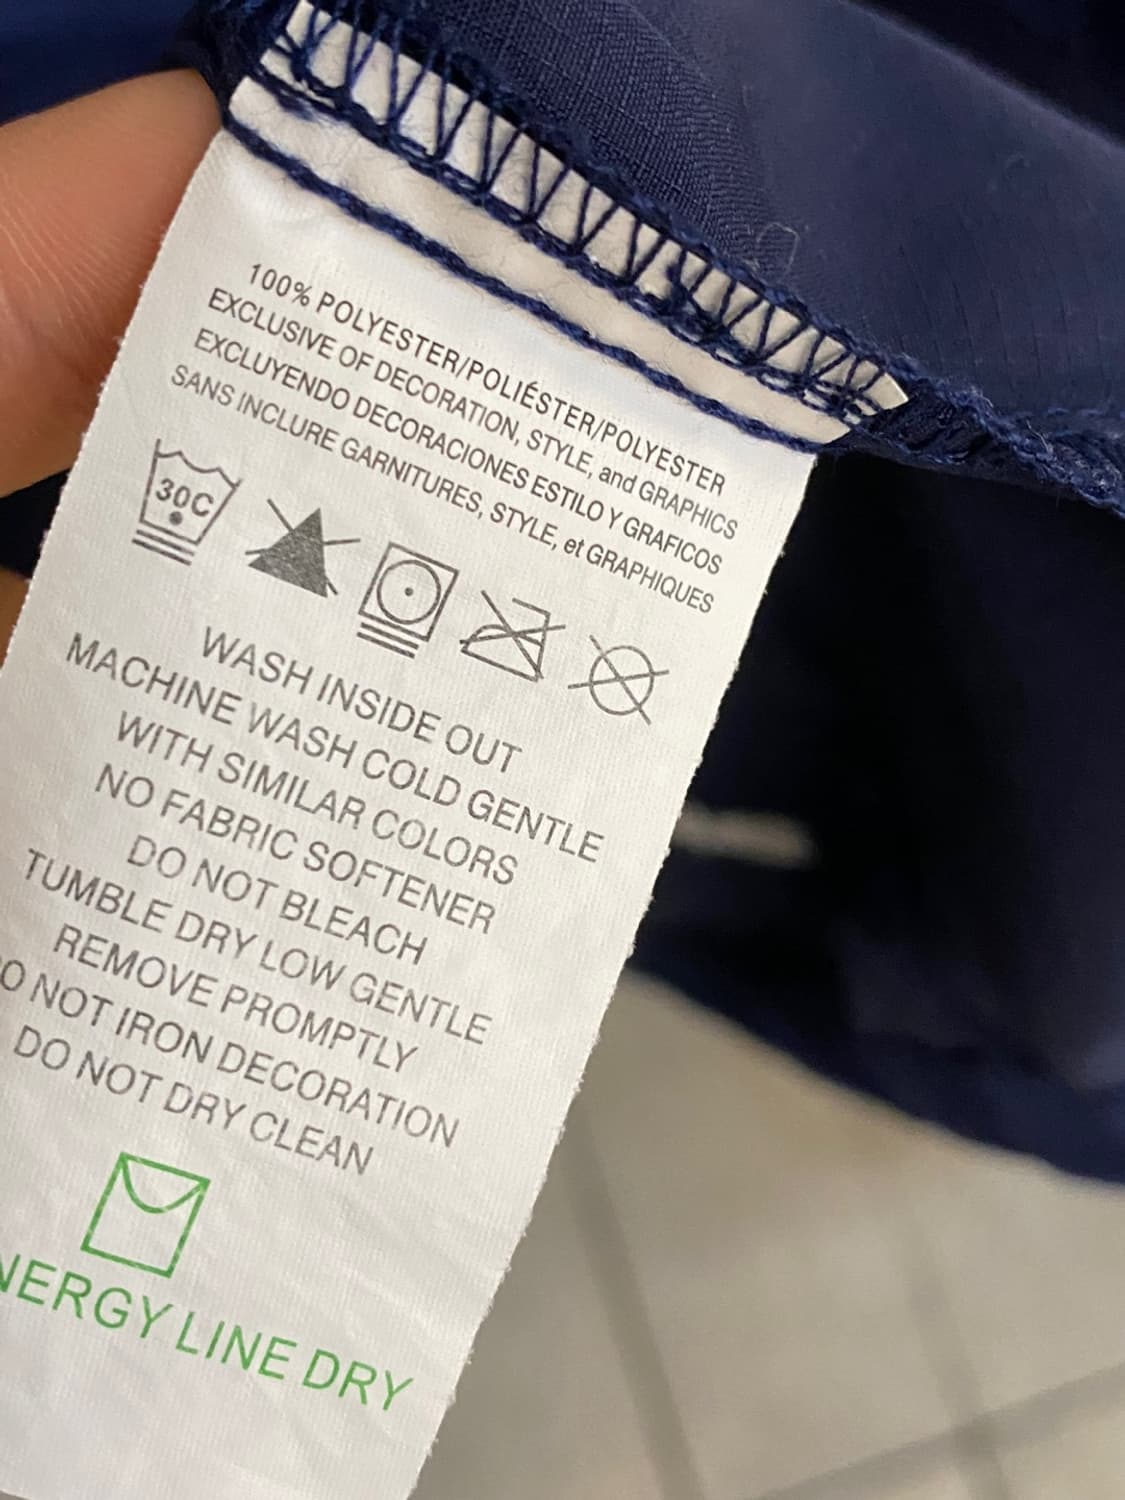 100% POLYESTER/POLIÉSTER/POLYESTER
EXCLUSIVE OF DECORATION, STYLE, and GRAPHICS
EXCLUYENDO DECORACIONES ESTILO Y GRAFICOS
SANS INCLURE GARNITURES, STYLE, et GRAPHIQUES
30C
WASH INSIDE OUT
MACHINE WASH COLD GENTLE
WITH SIMILAR COLORS
NO FABRIC SOFTENER
DO NOT BLEACH
TUMBLE DRY LOW GENTLE
REMOVE PROMPTLY
DO NOT IRON DECORATION
DO NOT DRY CLEAN
NERGY LINE DRY